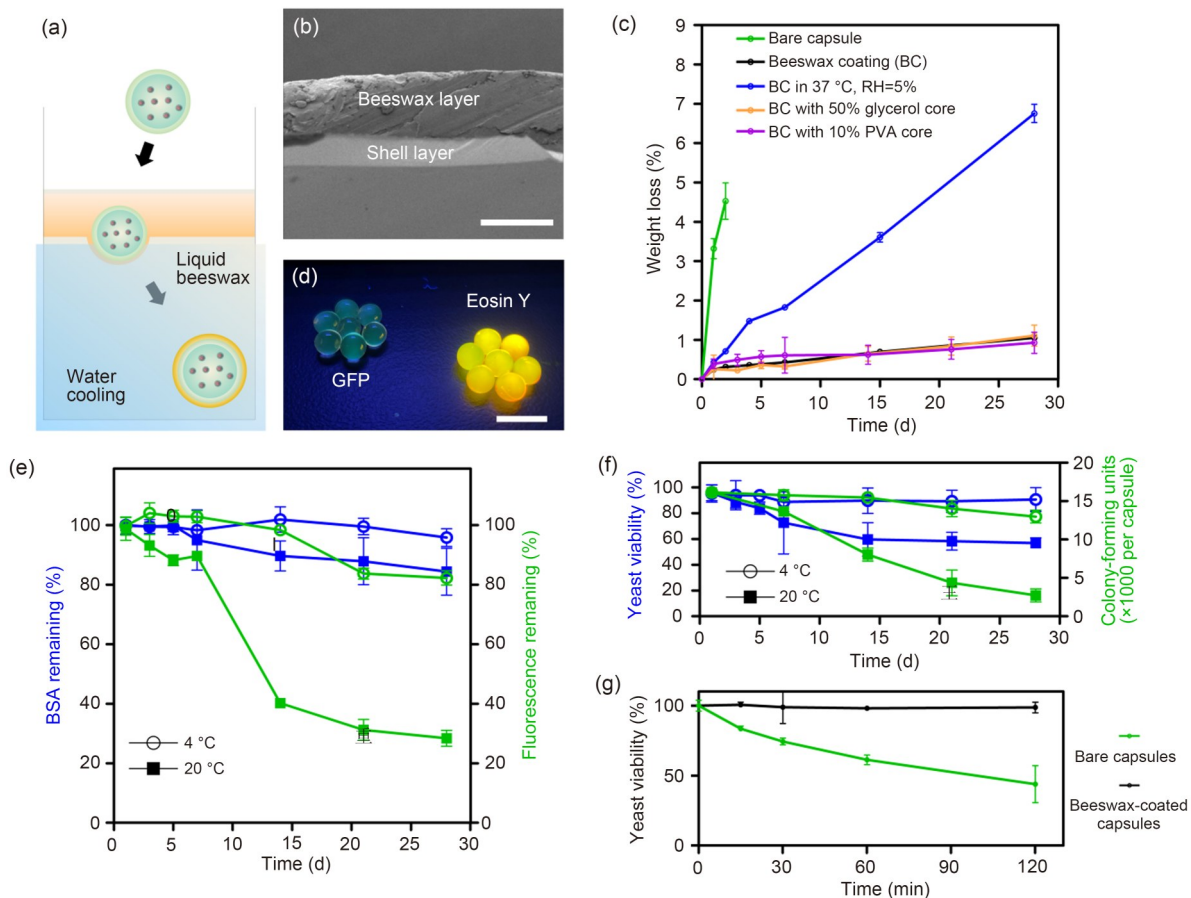 (a)
Liquid
beeswax
Water
cooling
(b)
Beeswax layer
Shell layer
(c)
9
8
7
6
5
4
3
2
1
0
Weight loss (%)
Bare capsule
Beeswax coating (BC)
BC in 37 °C, RH=5%
BC with 50% glycerol core
BC with 10% PVA core
0 5 10 15 20 25 30
Time (d)
(d)
GFP
Eosin Y
(e)
100
80
60
40
20
0
BSA remaining (%)
4 °C
20 °C
100
80
60
40
20
0
Fluorescence remaning (%)
0 5 10 15 21 25 30
Time (d)
(f)
100
80
60
40
20
0
Yeast viability (%)
4 °C
20 °C
20
15
10
5
0
Colony-forming units
(×1000 per capsule)
0 5 10 15 21 25 30
Time (d)
(g)
100
50
0
Yeast viability (%)
0 30 60 90 120
Time (min)
Bare capsules
Beeswax-coated
capsules